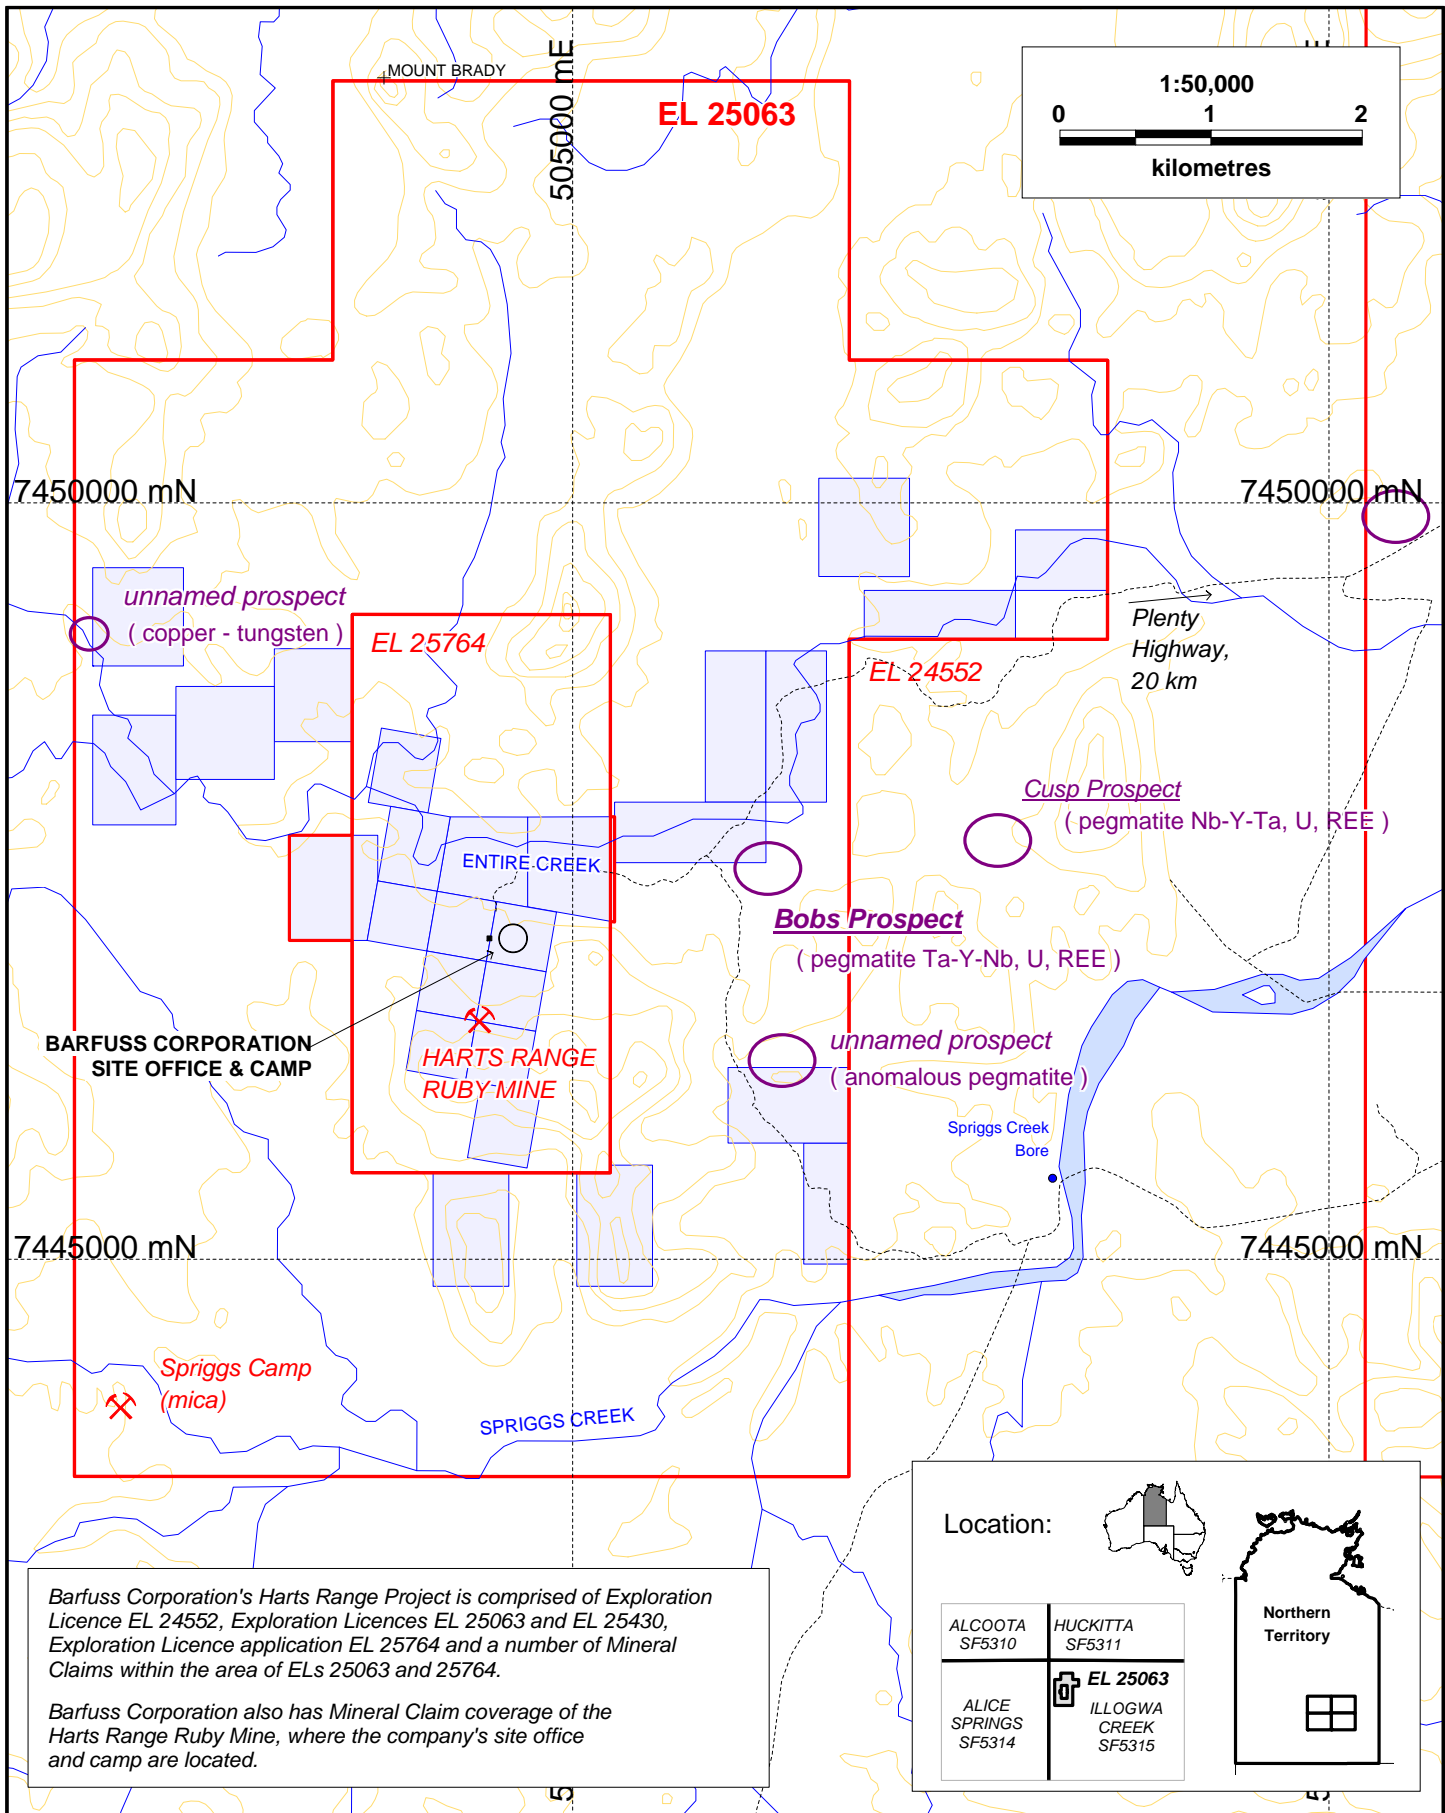 MOUNT BRADY
505000 mE
EL 25063
E
1:50,000
0 1 2
kilometres
7450000 mN
7450000 mN
unnamed prospect
( copper - tungsten )
EL 25764
EL 24552
Plenty
Highway,
20 km
Cusp Prospect
( pegmatite Nb-Y-Ta, U, REE )
ENTIRE CREEK
Bobs Prospect
( pegmatite Ta-Y-Nb, U, REE )
BARFUSS CORPORATION
SITE OFFICE & CAMP
HARTS RANGE
RUBY MINE
unnamed prospect
( anomalous pegmatite )
Spriggs Creek
Bore
7445000 mN
7445000 mN
Spriggs Camp
(mica)
SPRIGGS CREEK
Barfuss Corporation's Harts Range Project is comprised of Exploration
Licence EL 24552, Exploration Licences EL 25063 and EL 25430,
Exploration Licence application EL 25764 and a number of Mineral
Claims within the area of ELs 25063 and 25764.
Barfuss Corporation also has Mineral Claim coverage of the
Harts Range Ruby Mine, where the company's site office
and camp are located.
Location:
ALCOOTA
SF5310
HUCKITTA
SF5311
EL 25063
ALICE
SPRINGS
SF5314
ILLOGWA
CREEK
SF5315
Northern
Territory
5
5